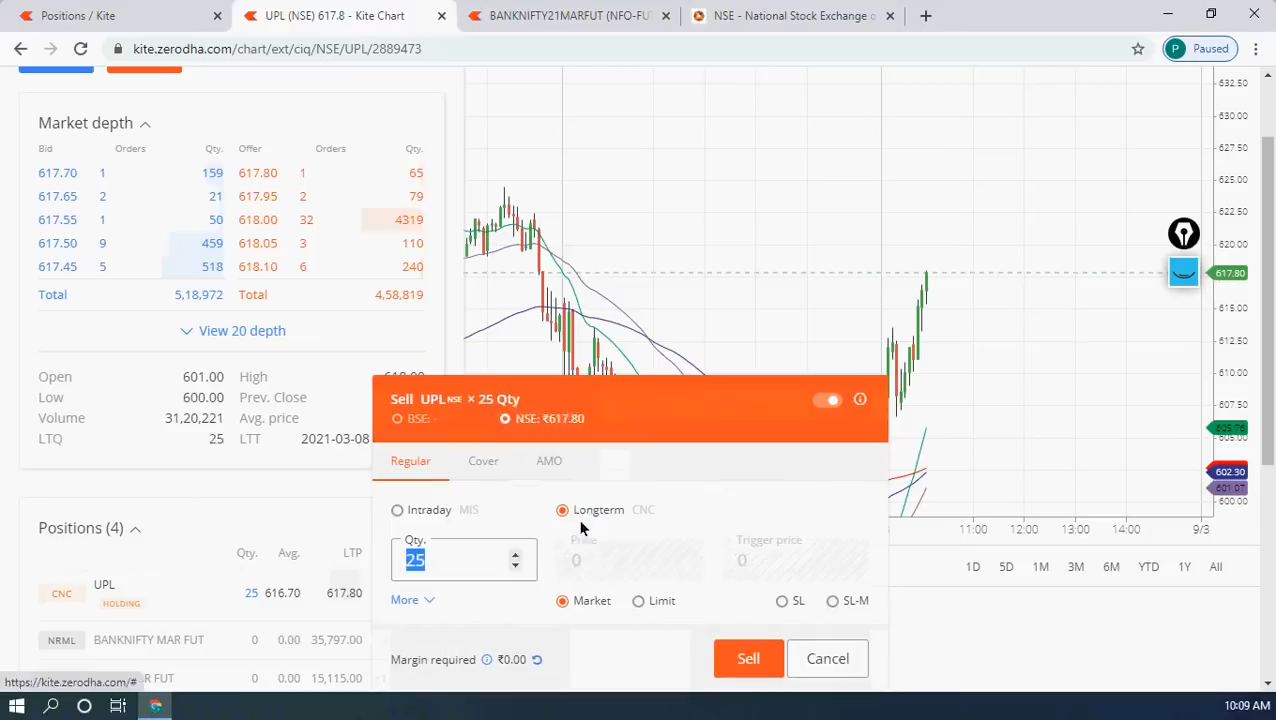 Positions / Kite
UPL (NSE) 617.8 - Kite Chart
BANKNIFTY21MARFUT (NFO-FU
NSE - National Stock Exchange o
kite.zerodha.com/chart/ext/ciq/NSE/UPL/2889473
P Paused
Market depth
Bid Orders Qty. Offer Orders Qty.
617.70 1 159 617.80 1 65
617.65 2 21 617.95 2 79
617.55 1 50 618.00 32 4319
617.50 9 459 618.05 3 110
617.45 5 518 618.10 6 240
Total 5,18,972 Total 4,58,819
View 20 depth
Open 601.00 High 618.00
Low 600.00 Prev. Close
Volume 31,20,221 Avg. price
LTQ 25 LTT 2021-03-08
Positions (4)
Qty. Avg. LTP
CNC UPL 25 616.70 617.80
HOLDING
NRML BANKNIFTY MAR FUT 0 0.00 35,797.00
FUT 0 0.00 15,115.00
https://kite.zerodha.com/#
632.50
630.00
627.50
625.00
622.50
620.00
617.80
615.00
612.50
610.00
607.50
605.76
605.00
602.30
601.07
600.00
11:00 12:00 13:00 14:00 9/3
1D 5D 1M 3M 6M YTD 1Y All
Sell UPL NSE × 25 Qty
BSE: - NSE: ₹617.80
Regular Cover AMO
Intraday MIS Longterm CNC
Qty. Price Trigger price
25 0 0
More Market Limit SL SL-M
Margin required ₹0.00 Sell Cancel
10:09 AM